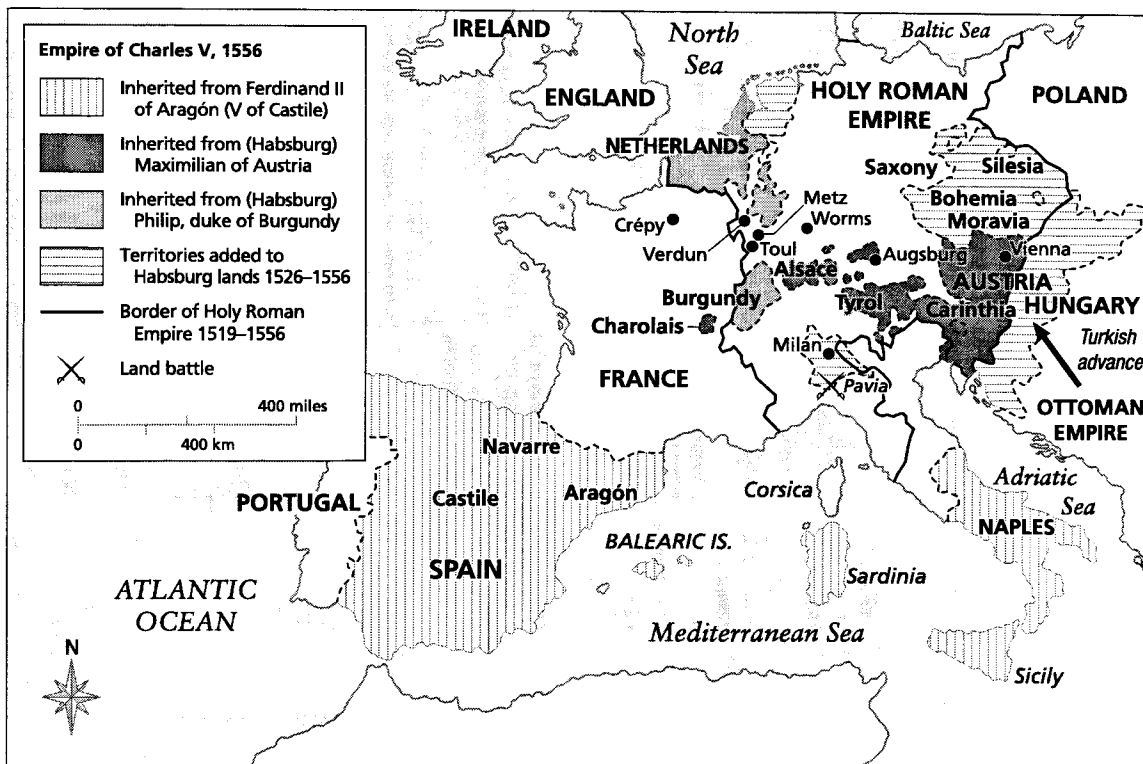 Empire of Charles V, 1556
Inherited from Ferdinand II
of Aragón (V of Castile)
Inherited from (Habsburg)
Maximilian of Austria
Inherited from (Habsburg)
Philip, duke of Burgundy
Territories added to
Habsburg lands 1526–1556
Border of Holy Roman
Empire 1519–1556
Land battle
0 400 miles
0 400 km
IRELAND
North
Sea
Baltic Sea
ENGLAND
HOLY ROMAN
EMPIRE
POLAND
NETHERLANDS
Saxony
Silesia
Bohemia
Moravia
Metz
Worms
Crépy
Verdun
Toul
Augsburg
Vienna
Alsace
AUSTRIA
Burgundy
Tyrol
Carinthia
HUNGARY
Charolais
Turkish
advance
Milán
FRANCE
Pavia
OTTOMAN
EMPIRE
Navarre
Adriatic
Sea
PORTUGAL
Castile
Aragón
Corsica
NAPLES
BALEARIC IS.
SPAIN
Sardinia
ATLANTIC
OCEAN
Mediterranean Sea
N
Sicily